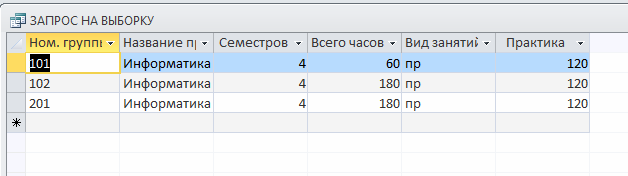 ЗАПРОС НА ВЫБОРКУ
Ном. группы Название пр Семестров Всего часов Вид занятий Практика
101 Информатика 4 60 пр 120
102 Информатика 4 180 пр 120
201 Информатика 4 180 пр 120